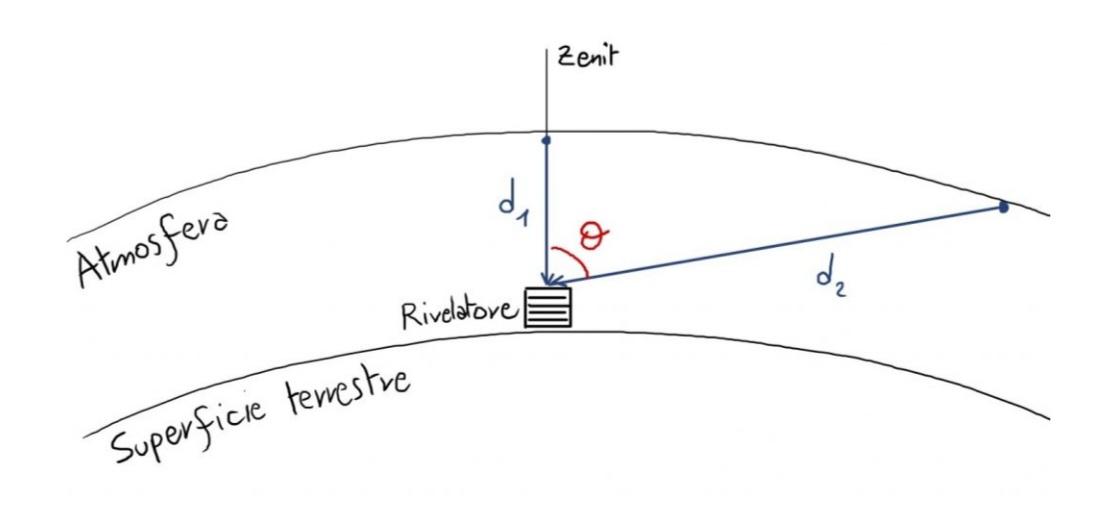 Zenit
Atmosfera
d1
θ
d2
Rivelatore
Superficie terrestre